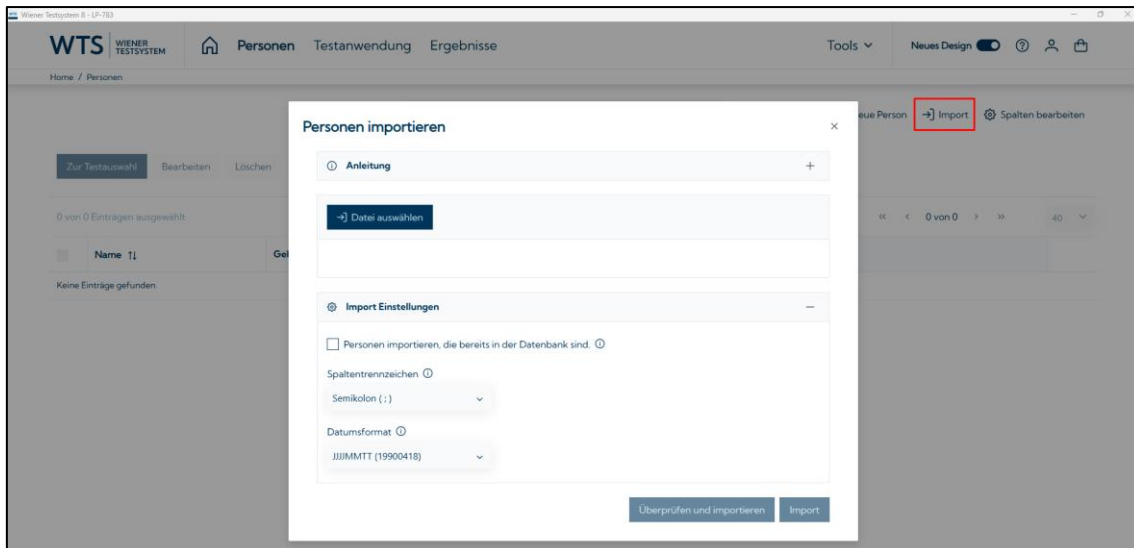 Wiener Testsystem 8 - LP-783
WTS WIENER TESTSYSTEM Personen Testanwendung Ergebnisse Tools Neues Design
Home / Personen
eue Person Import Spalten bearbeiten
Personen importieren
Anleitung
Zur Testauswahl Bearbeiten Löschen
Datei auswählen
0 von 0 Einträgen ausgewählt
0 von 0 40
Name Gel
Keine Einträge gefunden.
Import Einstellungen
Personen importieren, die bereits in der Datenbank sind.
Spaltentrennzeichen
Semikolon ( ; )
Datumsformat
JJJJMMTT (19900418)
Überprüfen und importieren Import